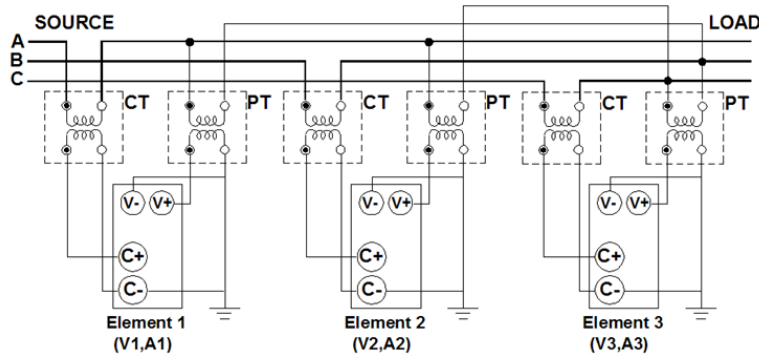 SOURCE LOAD
A
B
C
CT PT CT PT CT PT
V- V+ V- V+ V- V+
C+ C+ C+
C- C- C-
Element 1 Element 2 Element 3
(V1,A1) (V2,A2) (V3,A3)